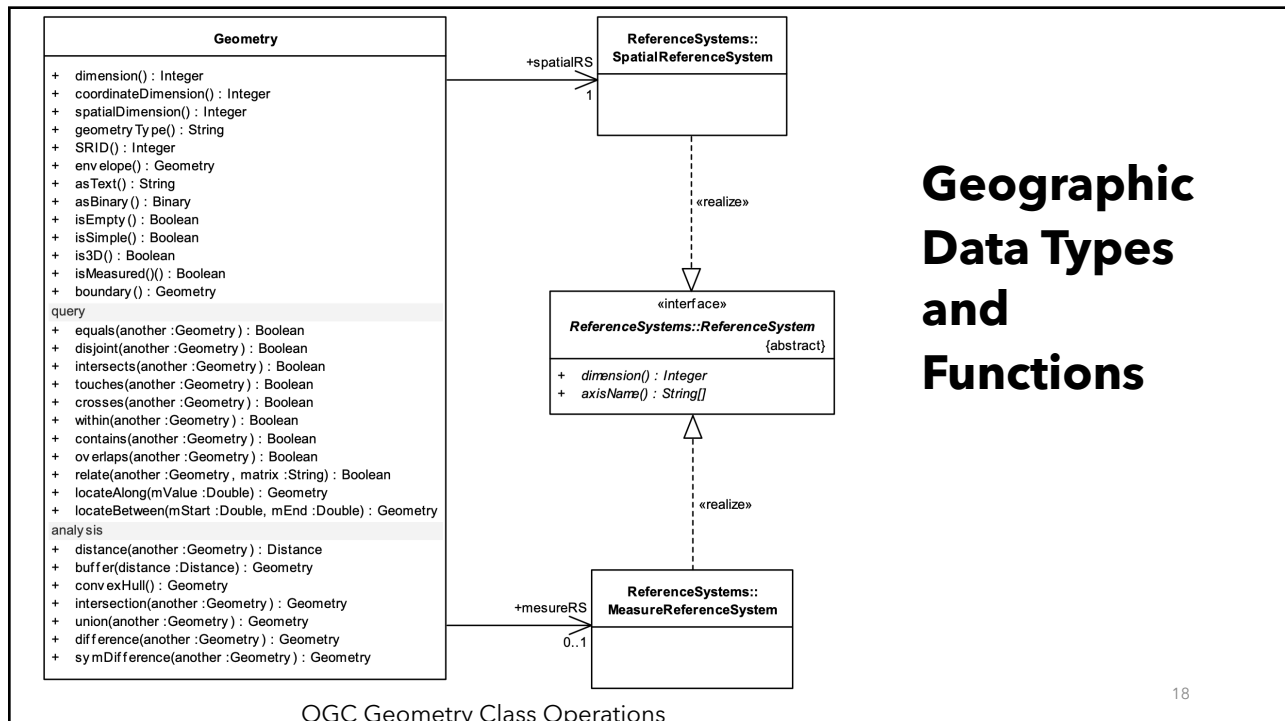 Geometry
+ dimension() : Integer
+ coordinateDimension() : Integer
+ spatialDimension() : Integer
+ geometryType() : String
+ SRID() : Integer
+ envelope() : Geometry
+ asText() : String
+ asBinary() : Binary
+ isEmpty() : Boolean
+ isSimple() : Boolean
+ is3D() : Boolean
+ isMeasured()() : Boolean
+ boundary() : Geometry
query
+ equals(another :Geometry) : Boolean
+ disjoint(another :Geometry) : Boolean
+ intersects(another :Geometry) : Boolean
+ touches(another :Geometry) : Boolean
+ crosses(another :Geometry) : Boolean
+ within(another :Geometry) : Boolean
+ contains(another :Geometry) : Boolean
+ overlaps(another :Geometry) : Boolean
+ relate(another :Geometry, matrix :String) : Boolean
+ locateAlong(mValue :Double) : Geometry
+ locateBetween(mStart :Double, mEnd :Double) : Geometry
analysis
+ distance(another :Geometry) : Distance
+ buffer(distance :Distance) : Geometry
+ convexHull() : Geometry
+ intersection(another :Geometry) : Geometry
+ union(another :Geometry) : Geometry
+ difference(another :Geometry) : Geometry
+ symDifference(another :Geometry) : Geometry
+spatialRS
1
ReferenceSystems::
SpatialReferenceSystem
«realize»
«interface»
ReferenceSystems::ReferenceSystem
{abstract}
+ dimension() : Integer
+ axisName() : String[]
«realize»
+mesureRS
0..1
ReferenceSystems::
MeasureReferenceSystem
Geographic
Data Types
and
Functions
OGC Geometry Class Operations
18